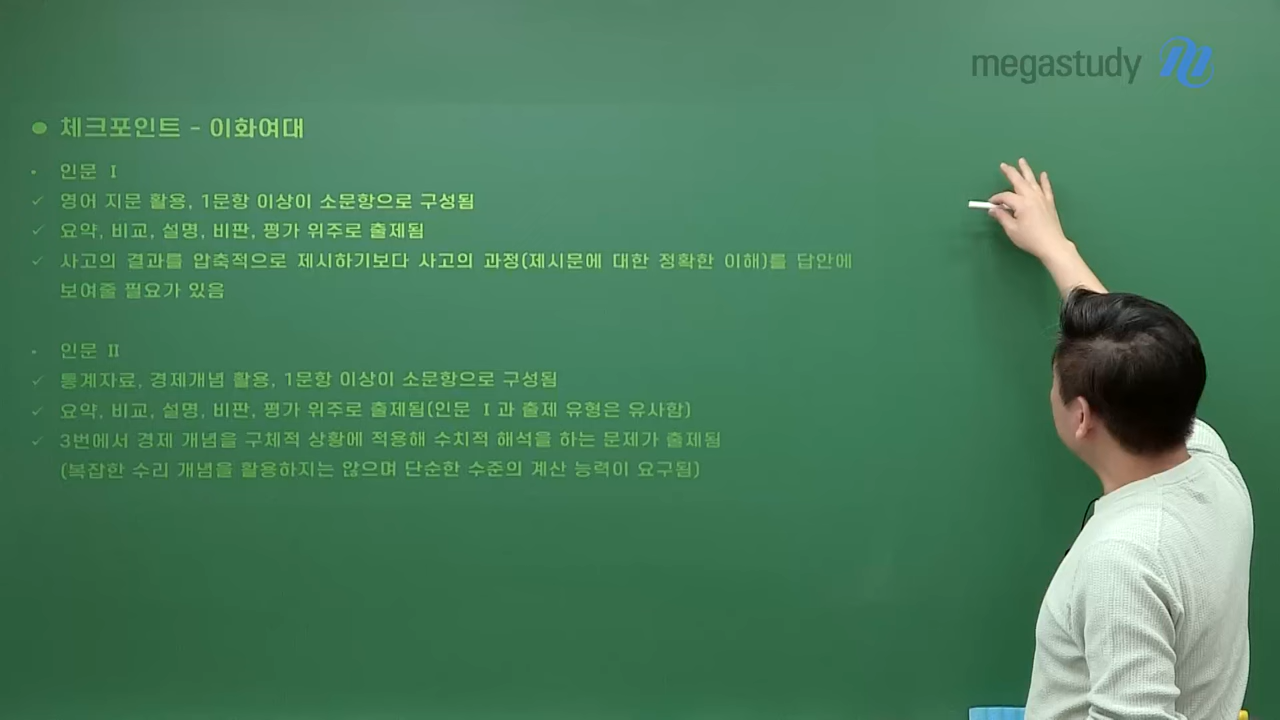 megastudy
● 체크포인트 - 이화여대
· 인문 Ⅰ
✓ 영어 지문 활용, 1문항 이상이 소문항으로 구성됨
✓ 요약, 비교, 설명, 비판, 평가 위주로 출제됨
✓ 사고의 결과를 압축적으로 제시하기보다 사고의 과정(제시문에 대한 정확한 이해)를 답안에
보여줄 필요가 있음
· 인문 Ⅱ
✓ 통계자료, 경제개념 활용, 1문항 이상이 소문항으로 구성됨
✓ 요약, 비교, 설명, 비판, 평가 위주로 출제됨(인문 Ⅰ과 출제 유형은 유사함)
✓ 3번에서 경제 개념을 구체적 상황에 적용해 수치적 해석을 하는 문제가 출제됨
(복잡한 수리 개념을 활용하지는 않으며 단순한 수준의 계산 능력이 요구됨)